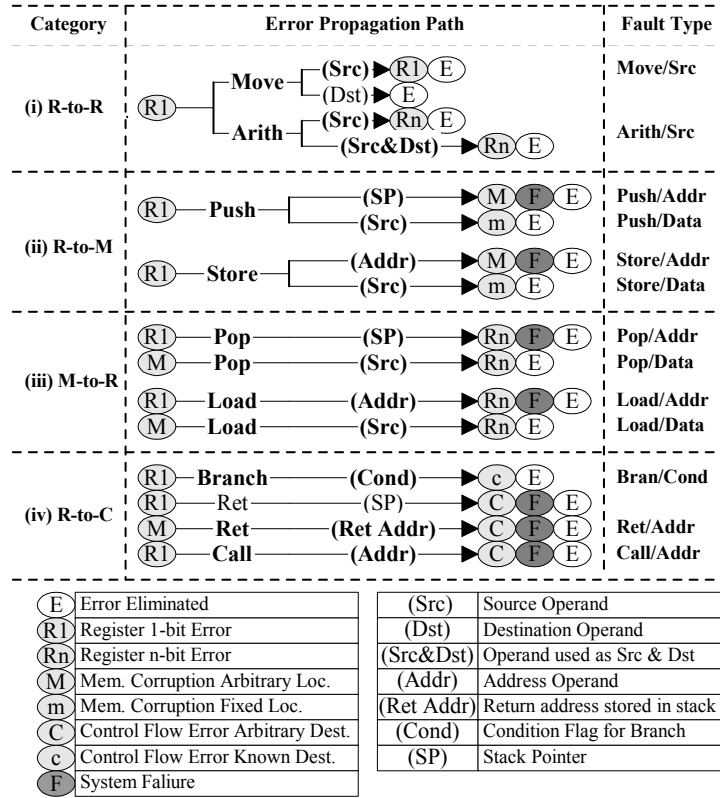 Category Error Propagation Path Fault Type
(Src) R1 E Move/Src
Move
(Dst) E
(i) R-to-R R1
(Src) Rn E
Arith Arith/Src
(Src&Dst) Rn E
(SP) M F E Push/Addr
R1 Push
(Src) m E Push/Data
(ii) R-to-M
(Addr) M F E Store/Addr
R1 Store
(Src) m E Store/Data
R1 Pop (SP) Rn F E Pop/Addr
M Pop (Src) Rn E Pop/Data
(iii) M-to-R
R1 Load (Addr) Rn F E Load/Addr
M Load (Src) Rn E Load/Data
R1 Branch (Cond) c E Bran/Cond
R1 Ret (SP) C F E
(iv) R-to-C
M Ret (Ret Addr) C F E Ret/Addr
R1 Call (Addr) C F E Call/Addr
E Error Eliminated
R1 Register 1-bit Error
Rn Register n-bit Error
M Mem. Corruption Arbitrary Loc.
m Mem. Corruption Fixed Loc.
C Control Flow Error Arbitrary Dest.
c Control Flow Error Known Dest.
F System Faliure
(Src) Source Operand
(Dst) Destination Operand
(Src&Dst) Operand used as Src & Dst
(Addr) Address Operand
(Ret Addr) Return address stored in stack
(Cond) Condition Flag for Branch
(SP) Stack Pointer